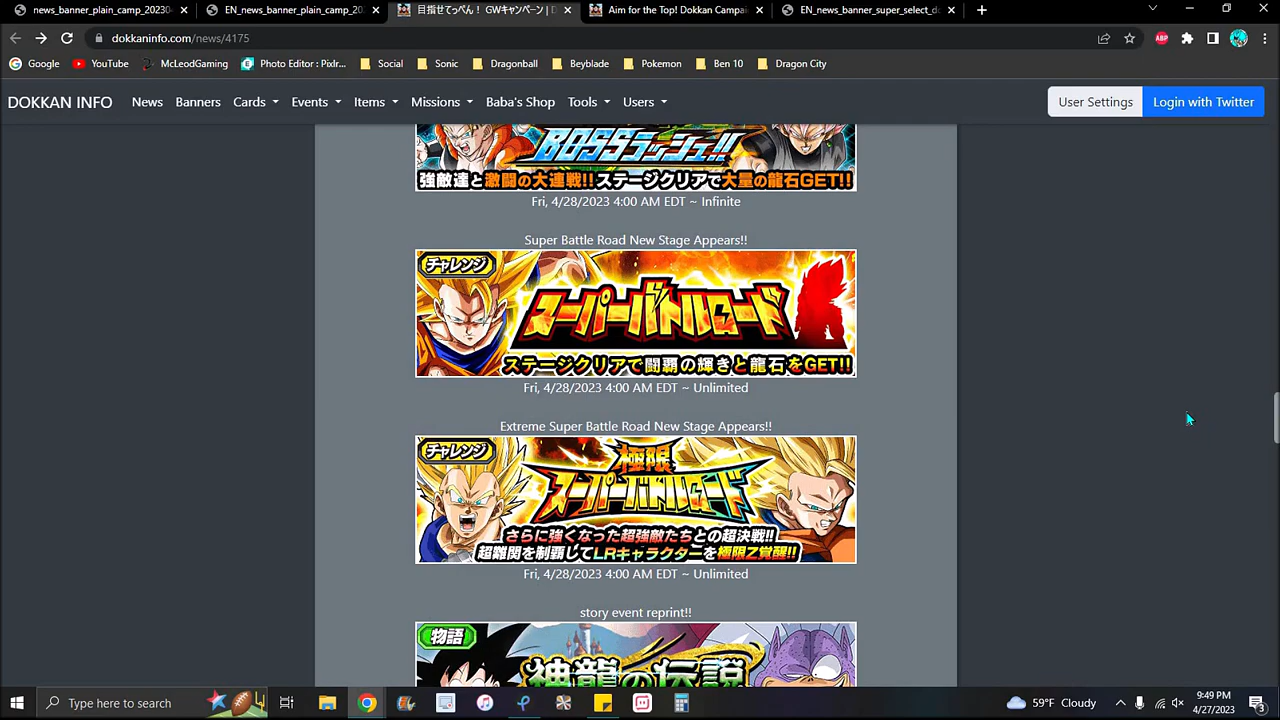 news_banner_plain_camp_20230
EN_news_banner_plain_camp_202
目指せてっぺん！ GWキャンペーン | D
Aim for the Top! Dokkan Campai
EN_news_banner_super_select_do
dokkaninfo.com/news/4175
ABP
Google
YouTube
McLeodGaming
Photo Editor : Pixlr...
Social
Sonic
Dragonball
Beyblade
Pokemon
Ben 10
Dragon City
DOKKAN INFO
News
Banners
Cards
Events
Items
Missions
Baba's Shop
Tools
Users
User Settings
Login with Twitter
BOSSラッシュ!!
強敵達と激闘の大連戦!!ステージクリアで大量の龍石GET!!
Fri, 4/28/2023 4:00 AM EDT ~ Infinite
Super Battle Road New Stage Appears!!
チャレンジ
スーパーバトルロード
ステージクリアで闘覇の輝きと龍石をGET!!
Fri, 4/28/2023 4:00 AM EDT ~ Unlimited
Extreme Super Battle Road New Stage Appears!!
チャレンジ
極限
スーパーバトルロード
さらに強くなった超強敵たちとの超決戦!!
超難関を制覇してLRキャラクターを極限Z覚醒!!
Fri, 4/28/2023 4:00 AM EDT ~ Unlimited
story event reprint!!
物語
神龍の伝説
Type here to search
59°F Cloudy
9:49 PM
4/27/2023
3